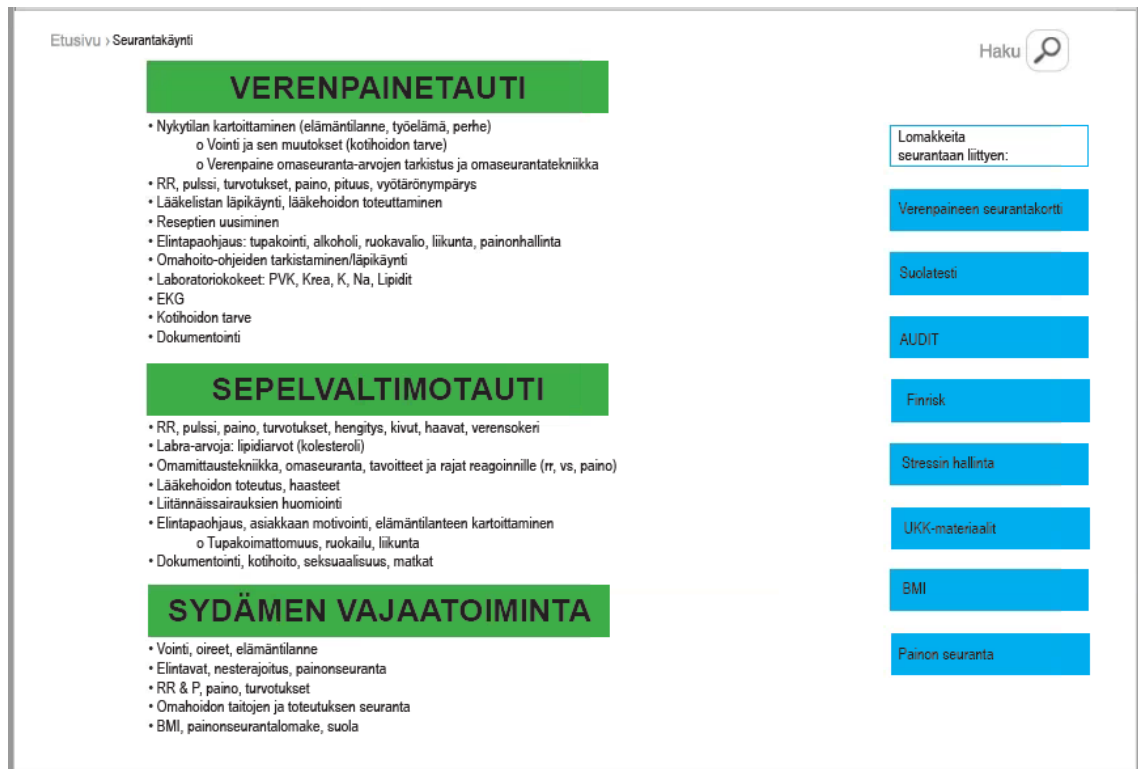 Etusivu › Seurantakäynti
Haku
VERENPAINETAUTI
• Nykytilan kartoittaminen (elämäntilanne, työelämä, perhe)
o Vointi ja sen muutokset (kotihoidon tarve)
o Verenpaine omaseuranta-arvojen tarkistus ja omaseurantatekniikka
• RR, pulssi, turvotukset, paino, pituus, vyötärönympärys
• Lääkelistan läpikäynti, lääkehoidon toteuttaminen
• Reseptien uusiminen
• Elintapaohjaus: tupakointi, alkoholi, ruokavalio, liikunta, painonhallinta
• Omahoito-ohjeiden tarkistaminen/läpikäynti
• Laboratoriokokeet: PVK, Krea, K, Na, Lipidit
• EKG
• Kotihoidon tarve
• Dokumentointi
SEPELVALTIMOTAUTI
• RR, pulssi, paino, turvotukset, hengitys, kivut, haavat, verensokeri
• Labra-arvoja: lipidiarvot (kolesteroli)
• Omamittaustekniikka, omaseuranta, tavoitteet ja rajat reagoinnille (rr, vs, paino)
• Lääkehoidon toteutus, haasteet
• Liitännäissairauksien huomiointi
• Elintapaohjaus, asiakkaan motivointi, elämäntilanteen kartoittaminen
o Tupakoimattomuus, ruokailu, liikunta
• Dokumentointi, kotihoito, seksuaalisuus, matkat
SYDÄMEN VAJAATOIMINTA
• Vointi, oireet, elämäntilanne
• Elintavat, nesterajoitus, painonseuranta
• RR & P, paino, turvotukset
• Omahoidon taitojen ja toteutuksen seuranta
• BMI, painonseurantalomake, suola
Lomakkeita
seurantaan liittyen:
Verenpaineen seurantakortti
Suolatesti
AUDIT
Finrisk
Stressin hallinta
UKK-materiaalit
BMI
Painon seuranta